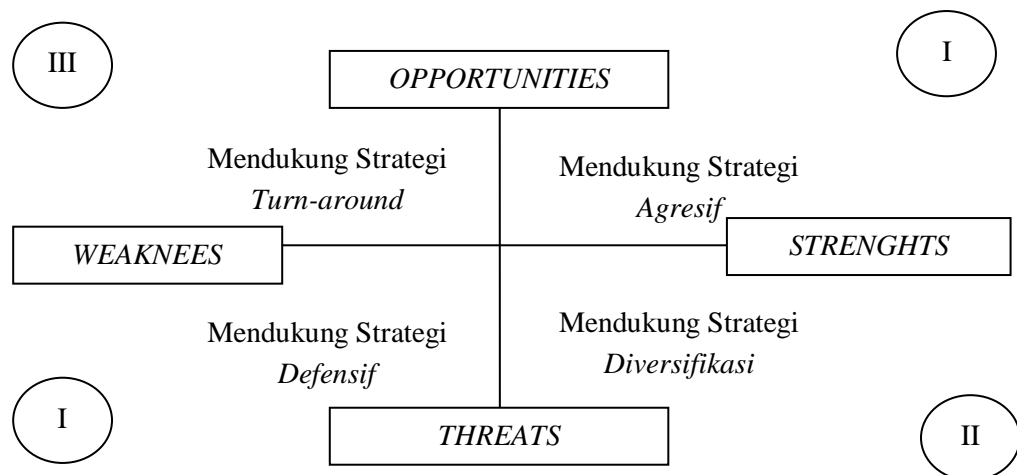 III
I
OPPORTUNITIES
Mendukung Strategi
Turn-around
Mendukung Strategi
Agresif
WEAKNEES
STRENGHTS
Mendukung Strategi
Defensif
Mendukung Strategi
Diversifikasi
I
THREATS
II